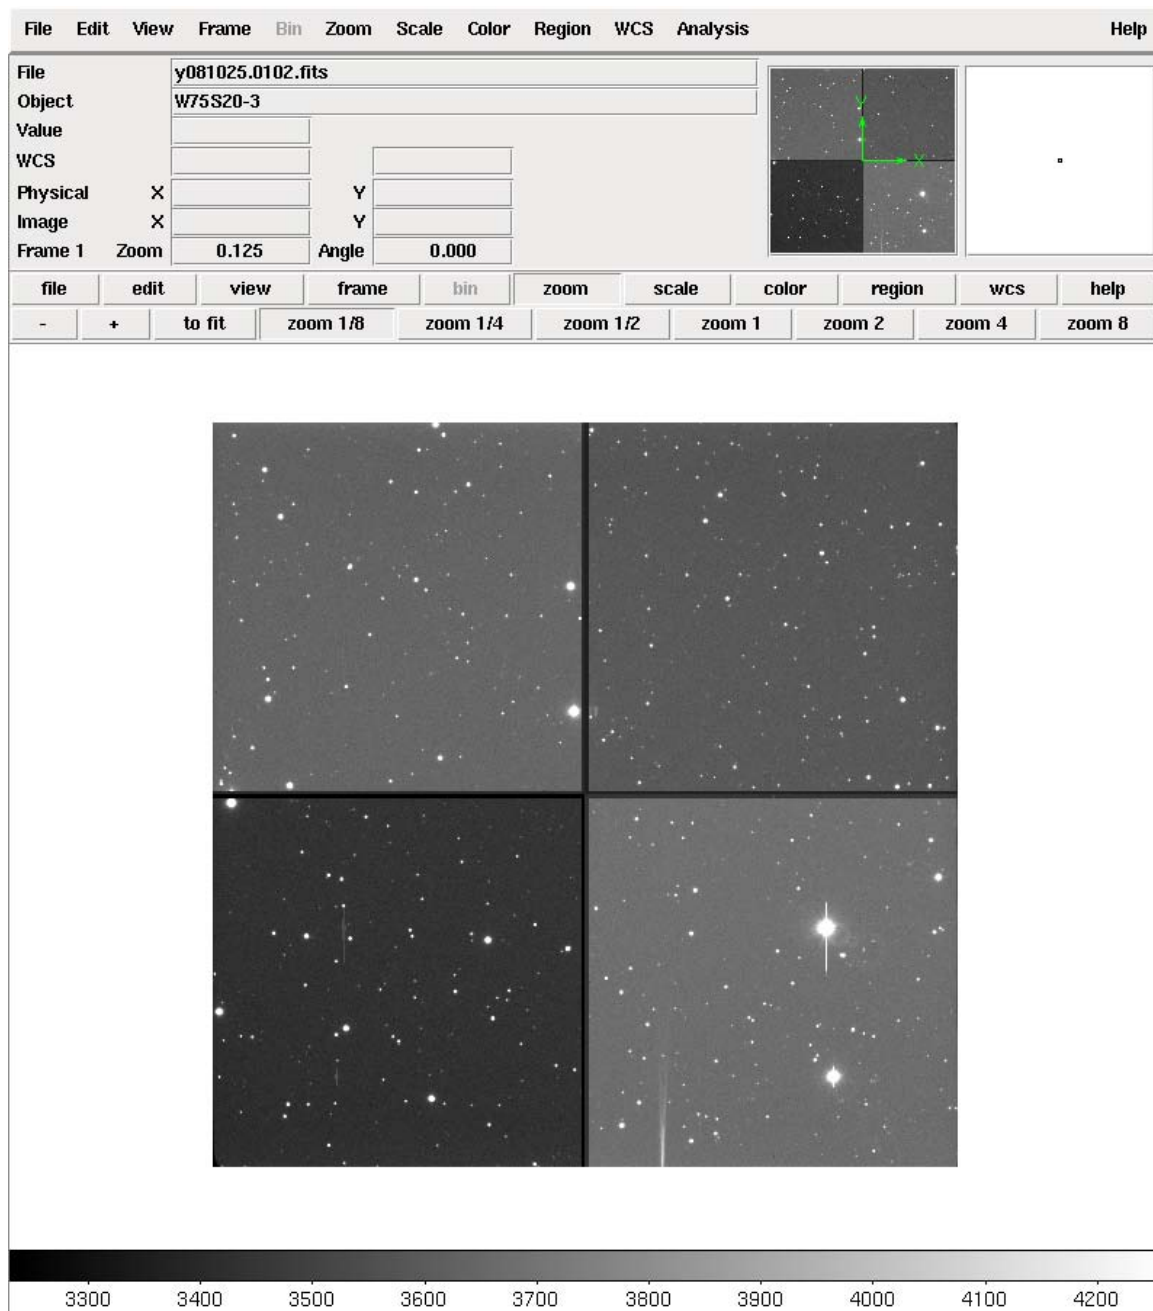 File Edit View Frame Bin Zoom Scale Color Region WCS Analysis Help
File y081025.0102.fits
Object W75S20-3
Value
WCS
Physical X Y
Image X Y
Frame 1 Zoom 0.125 Angle 0.000
Y
X
file edit view frame bin zoom scale color region wcs help
- + to fit zoom 1/8 zoom 1/4 zoom 1/2 zoom 1 zoom 2 zoom 4 zoom 8
3300 3400 3500 3600 3700 3800 3900 4000 4100 4200